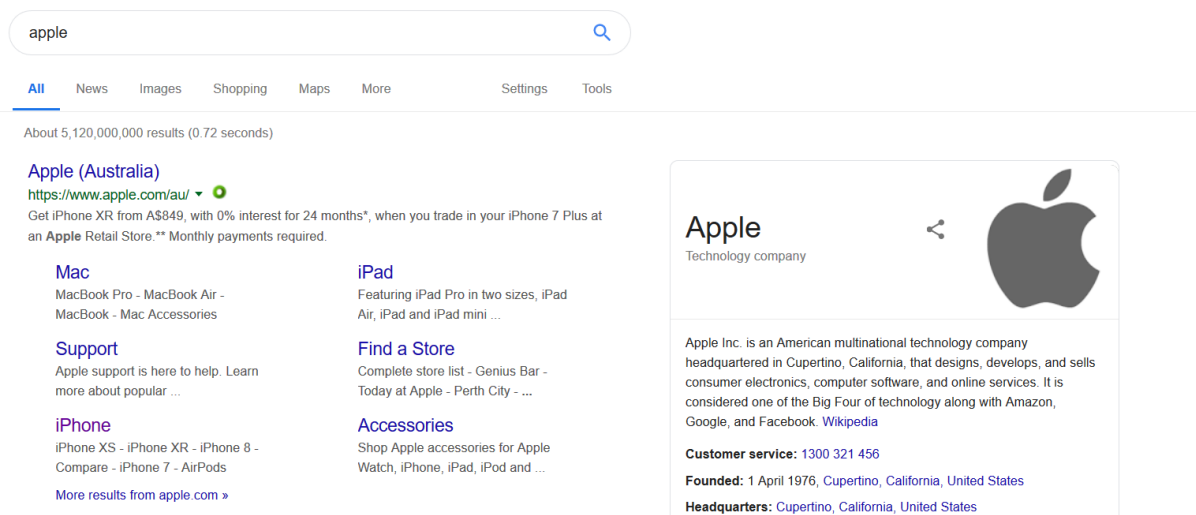 apple
All News Images Shopping Maps More Settings Tools
About 5,120,000,000 results (0.72 seconds)
Apple (Australia)
https://www.apple.com/au/
Get iPhone XR from A$849, with 0% interest for 24 months*, when you trade in your iPhone 7 Plus at
an Apple Retail Store.** Monthly payments required.
Mac
MacBook Pro - MacBook Air -
MacBook - Mac Accessories
iPad
Featuring iPad Pro in two sizes, iPad
Air, iPad and iPad mini ...
Support
Apple support is here to help. Learn
more about popular ...
Find a Store
Complete store list - Genius Bar -
Today at Apple - Perth City - ...
iPhone
iPhone XS - iPhone XR - iPhone 8 -
Compare - iPhone 7 - AirPods
Accessories
Shop Apple accessories for Apple
Watch, iPhone, iPad, iPod and ...
More results from apple.com »
Apple
Technology company
Apple Inc. is an American multinational technology company
headquartered in Cupertino, California, that designs, develops, and sells
consumer electronics, computer software, and online services. It is
considered one of the Big Four of technology along with Amazon,
Google, and Facebook. Wikipedia
Customer service: 1300 321 456
Founded: 1 April 1976, Cupertino, California, United States
Headquarters: Cupertino, California, United States